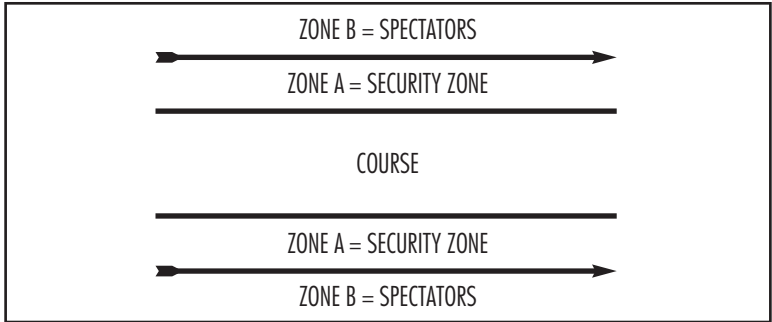 ZONE B = SPECTATORS
ZONE A = SECURITY ZONE
COURSE
ZONE A = SECURITY ZONE
ZONE B = SPECTATORS